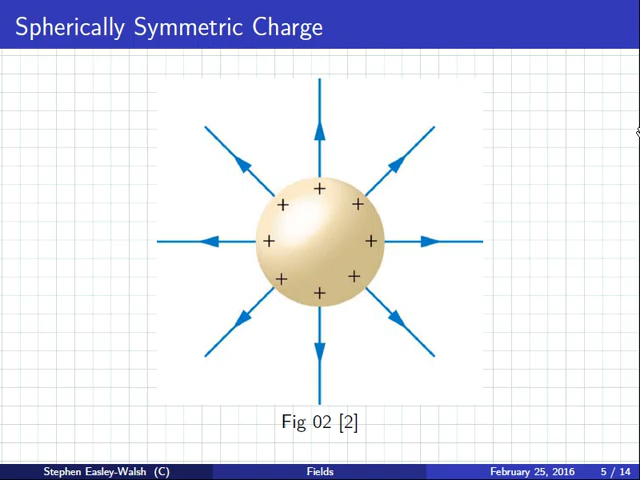 Spherically Symmetric Charge
+
+ +
+ +
+ +
+
Fig 02 [2]
Stephen Easley-Walsh (C) Fields February 25, 2016 5 / 14